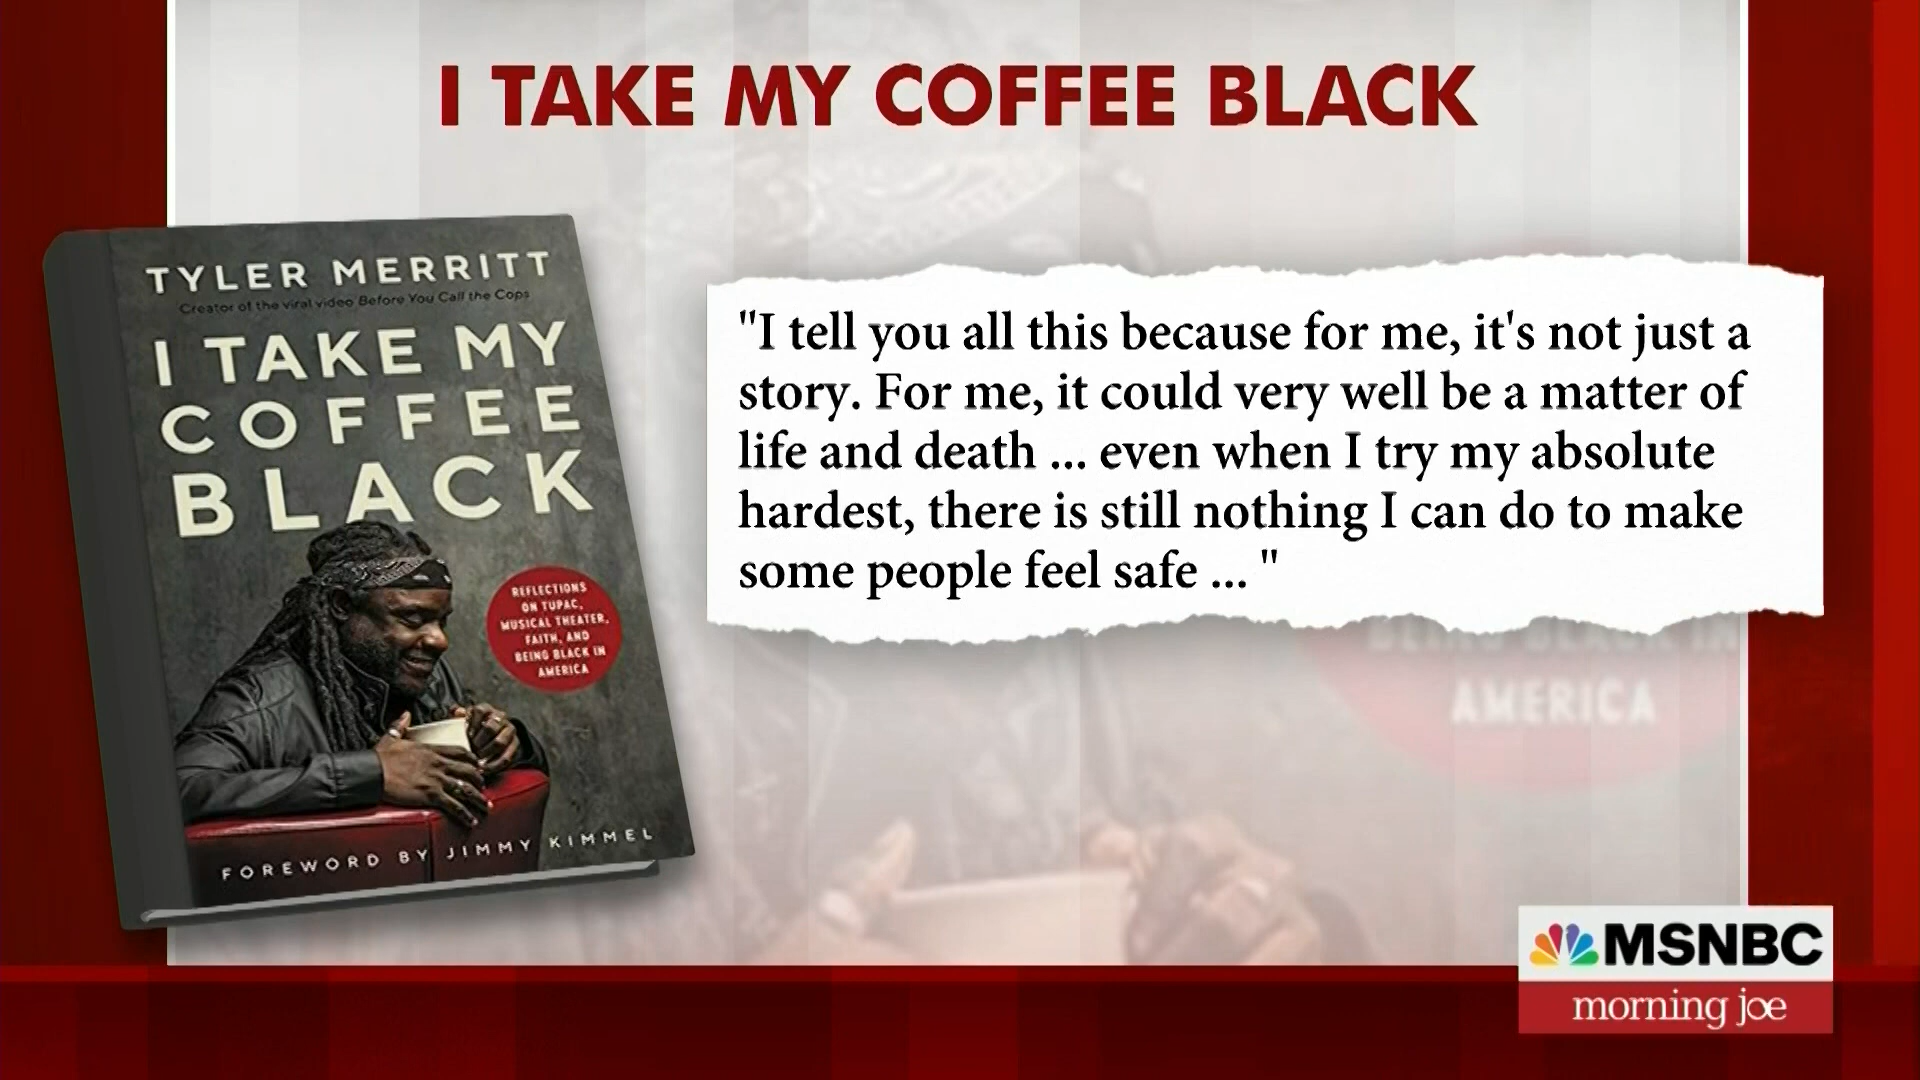 I TAKE MY COFFEE BLACK
TYLER MERRITT
Creator of the viral video Before You Call the Cops
I TAKE MY
COFFEE
BLACK
REFLECTIONS
ON TUPAC,
MUSICAL THEATER,
FAITH, AND
BEING BLACK IN
AMERICA
FOREWORD BY JIMMY KIMMEL
"I tell you all this because for me, it's not just a
story. For me, it could very well be a matter of
life and death ... even when I try my absolute
hardest, there is still nothing I can do to make
some people feel safe ... "
BEING BLACK IN
AMERICA
MSNBC
morning joe